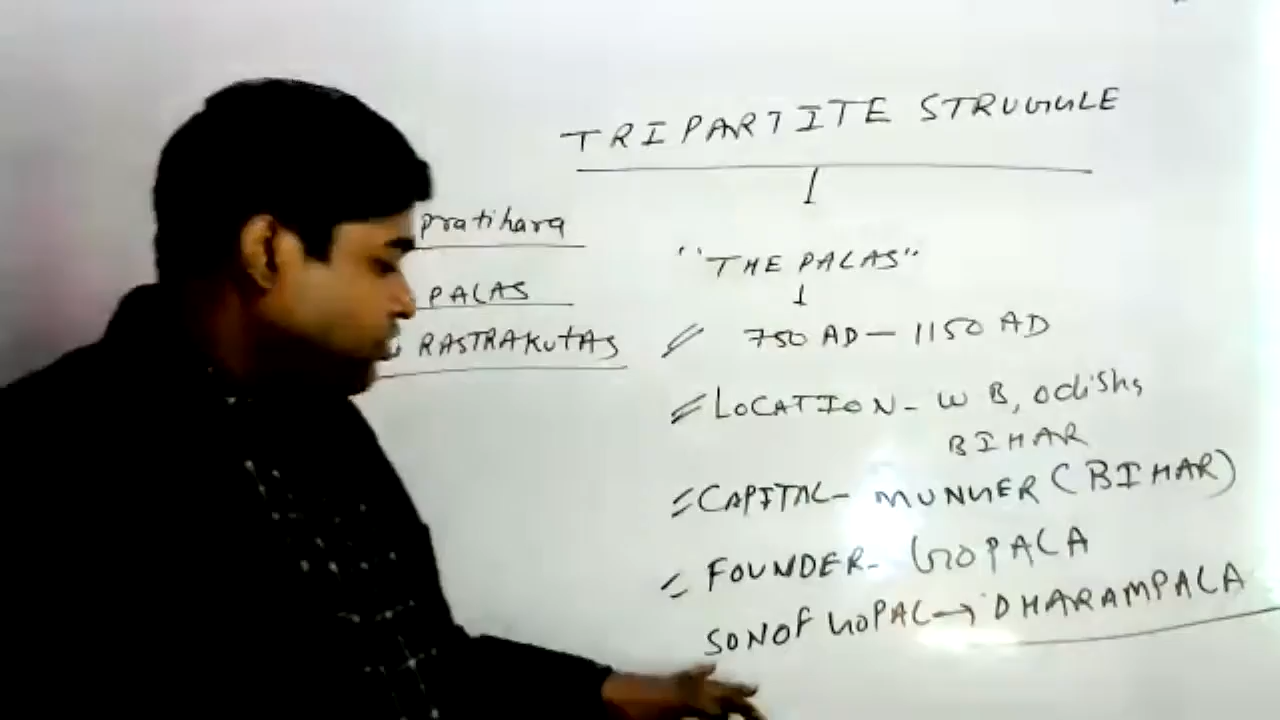 TRIPARTITE STRUGGLE
pratihara
PALAS
RASTRAKUTAS
"THE PALAS"
750 AD - 1150 AD
LOCATION - W B, Odisha,
BIHAR
CAPITAL - MUNGER (BIHAR)
FOUNDER - GOPALA
SON OF GOPAL → DHARAMPALA